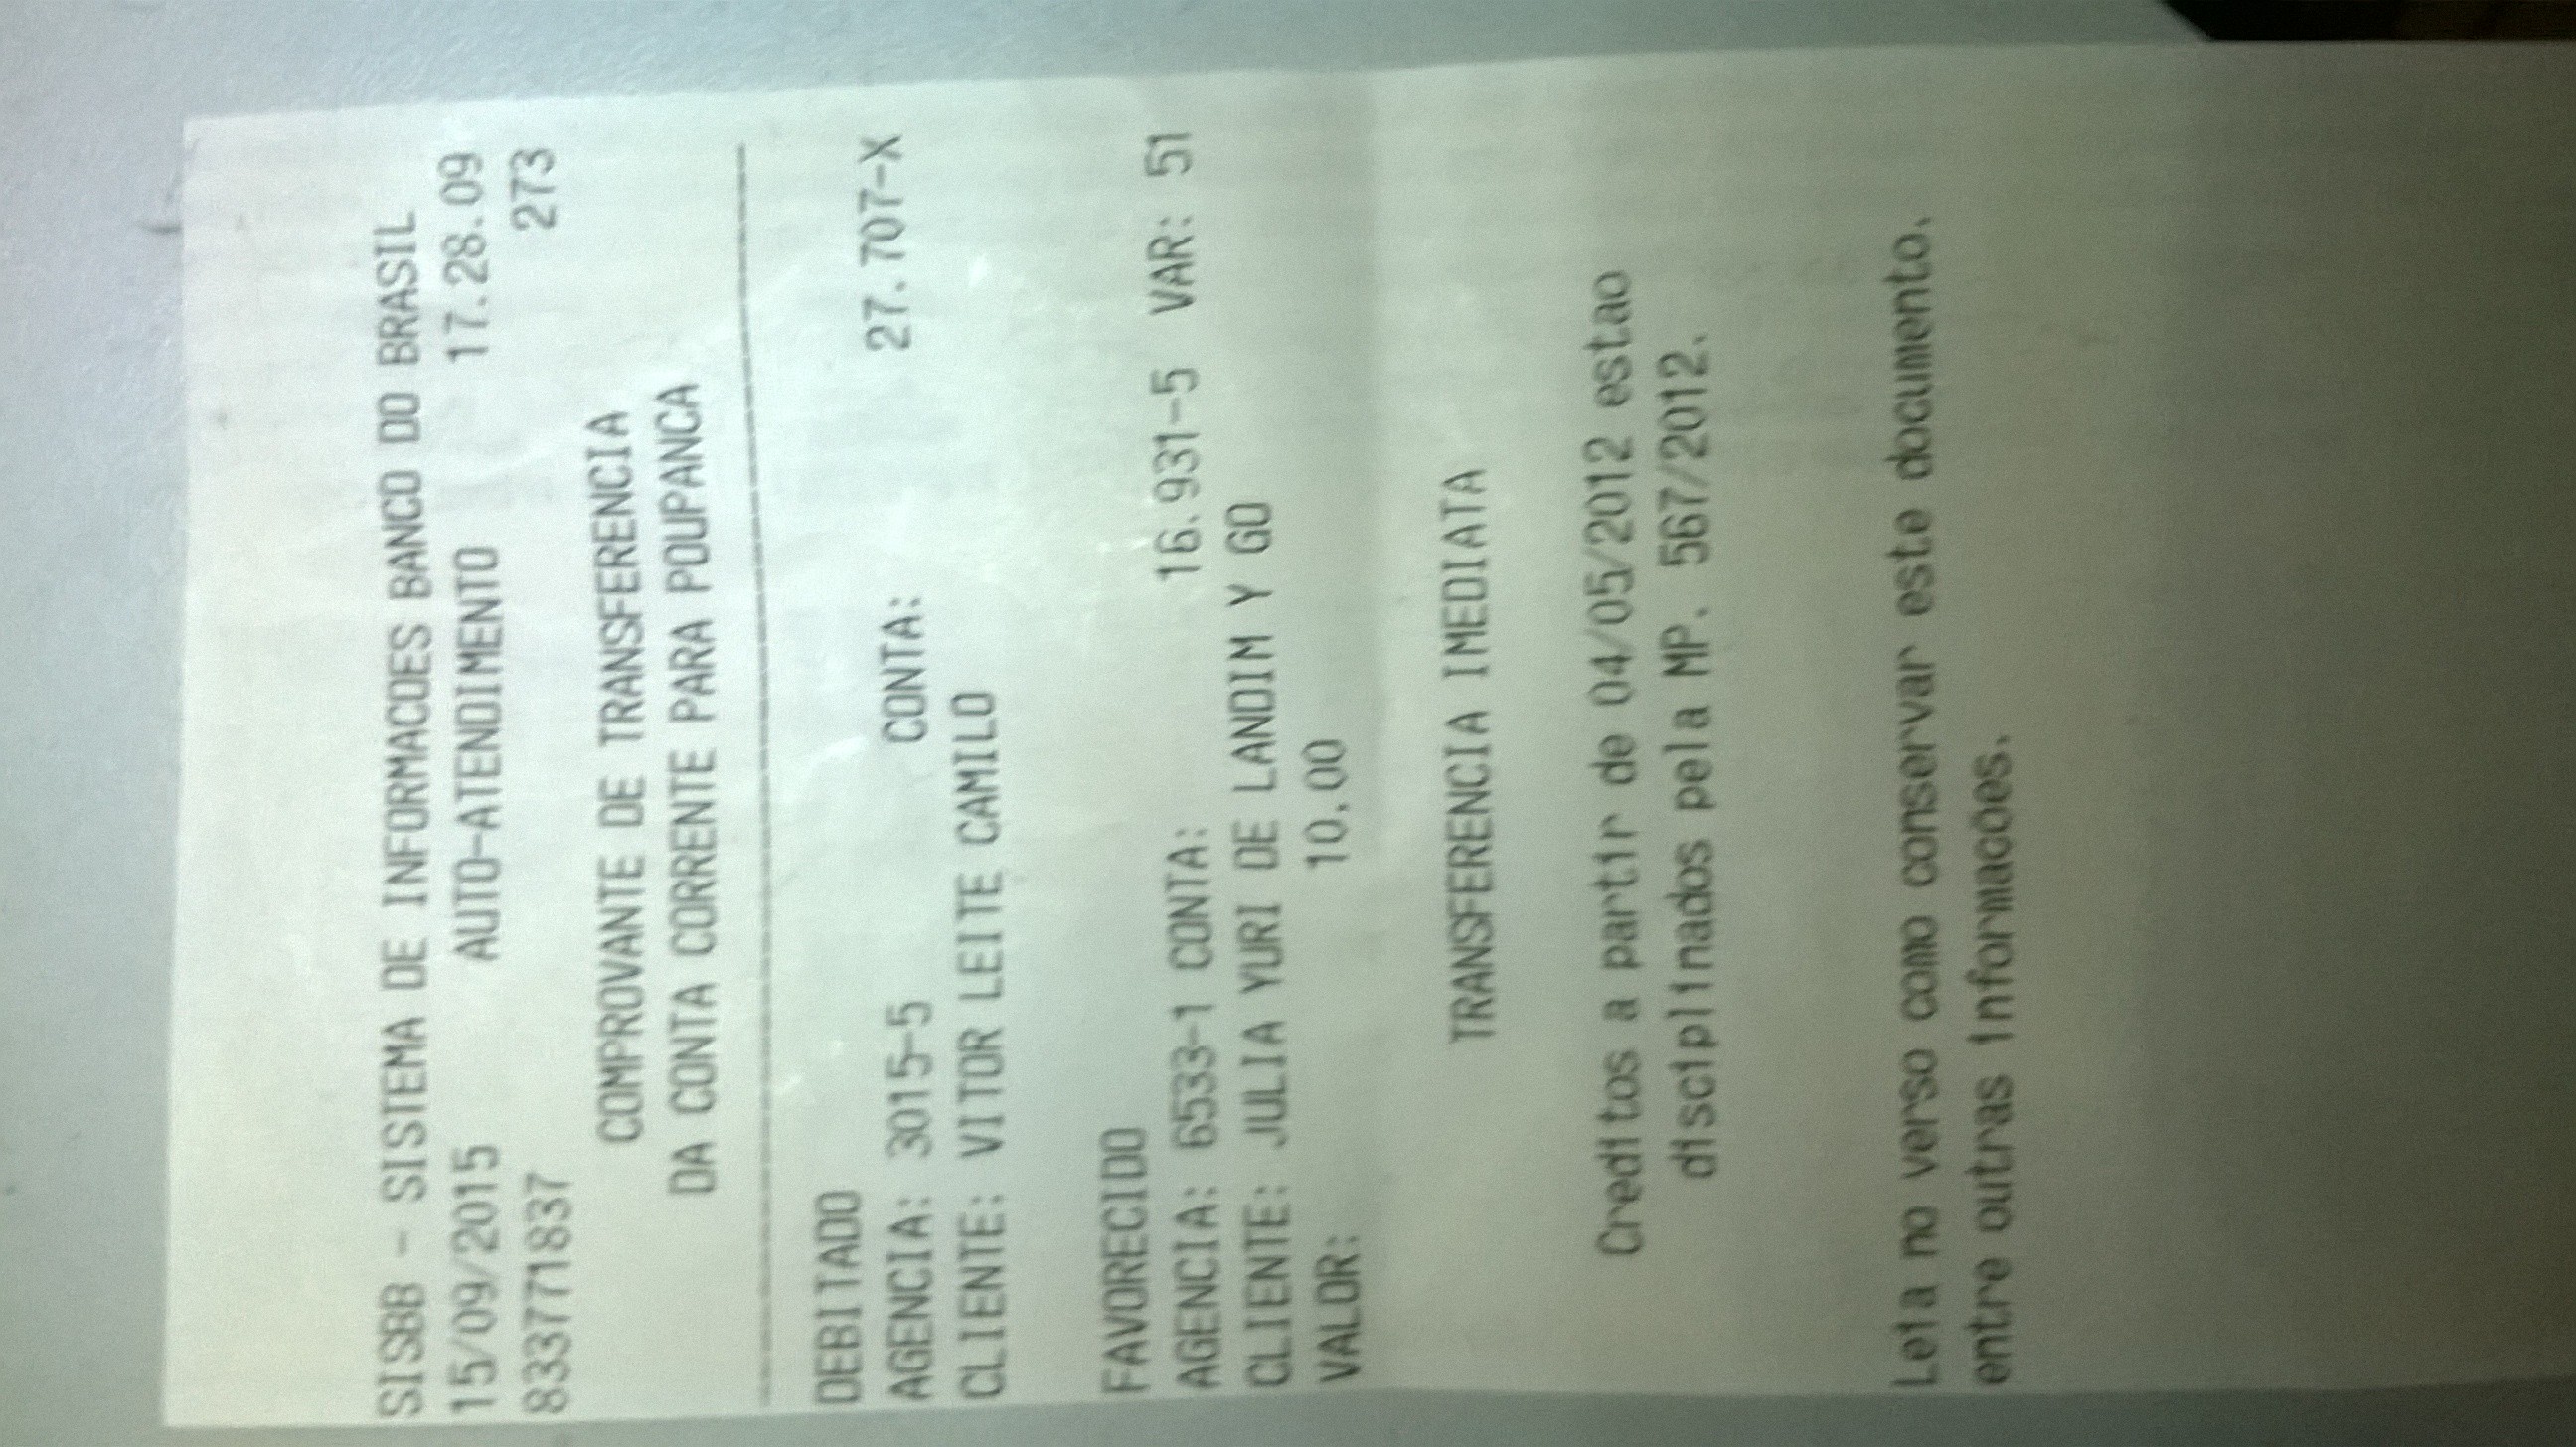 SISBB - SISTEMA DE INFORMACOES BANCO DO BRASIL
15/09/2015 AUTO-ATENDIMENTO 17.28.09
833771837 273
COMPROVANTE DE TRANSFERENCIA
DA CONTA CORRENTE PARA POUPANCA
DEBITADO
AGENCIA: 3015-5 CONTA: 27.707-X
CLIENTE: VITOR LEITE CAMILO
FAVORECIDO
AGENCIA: 6533-1 CONTA: 16.931-5 VAR: 51
CLIENTE: JULIA YURI DE LANDIM Y GO
VALOR: 10,00
TRANSFERENCIA IMEDIATA
Creditos a partir de 04/05/2012 estao
disciplinados pela MP. 567/2012.
Leia no verso como conservar este documento,
entre outras informacões.